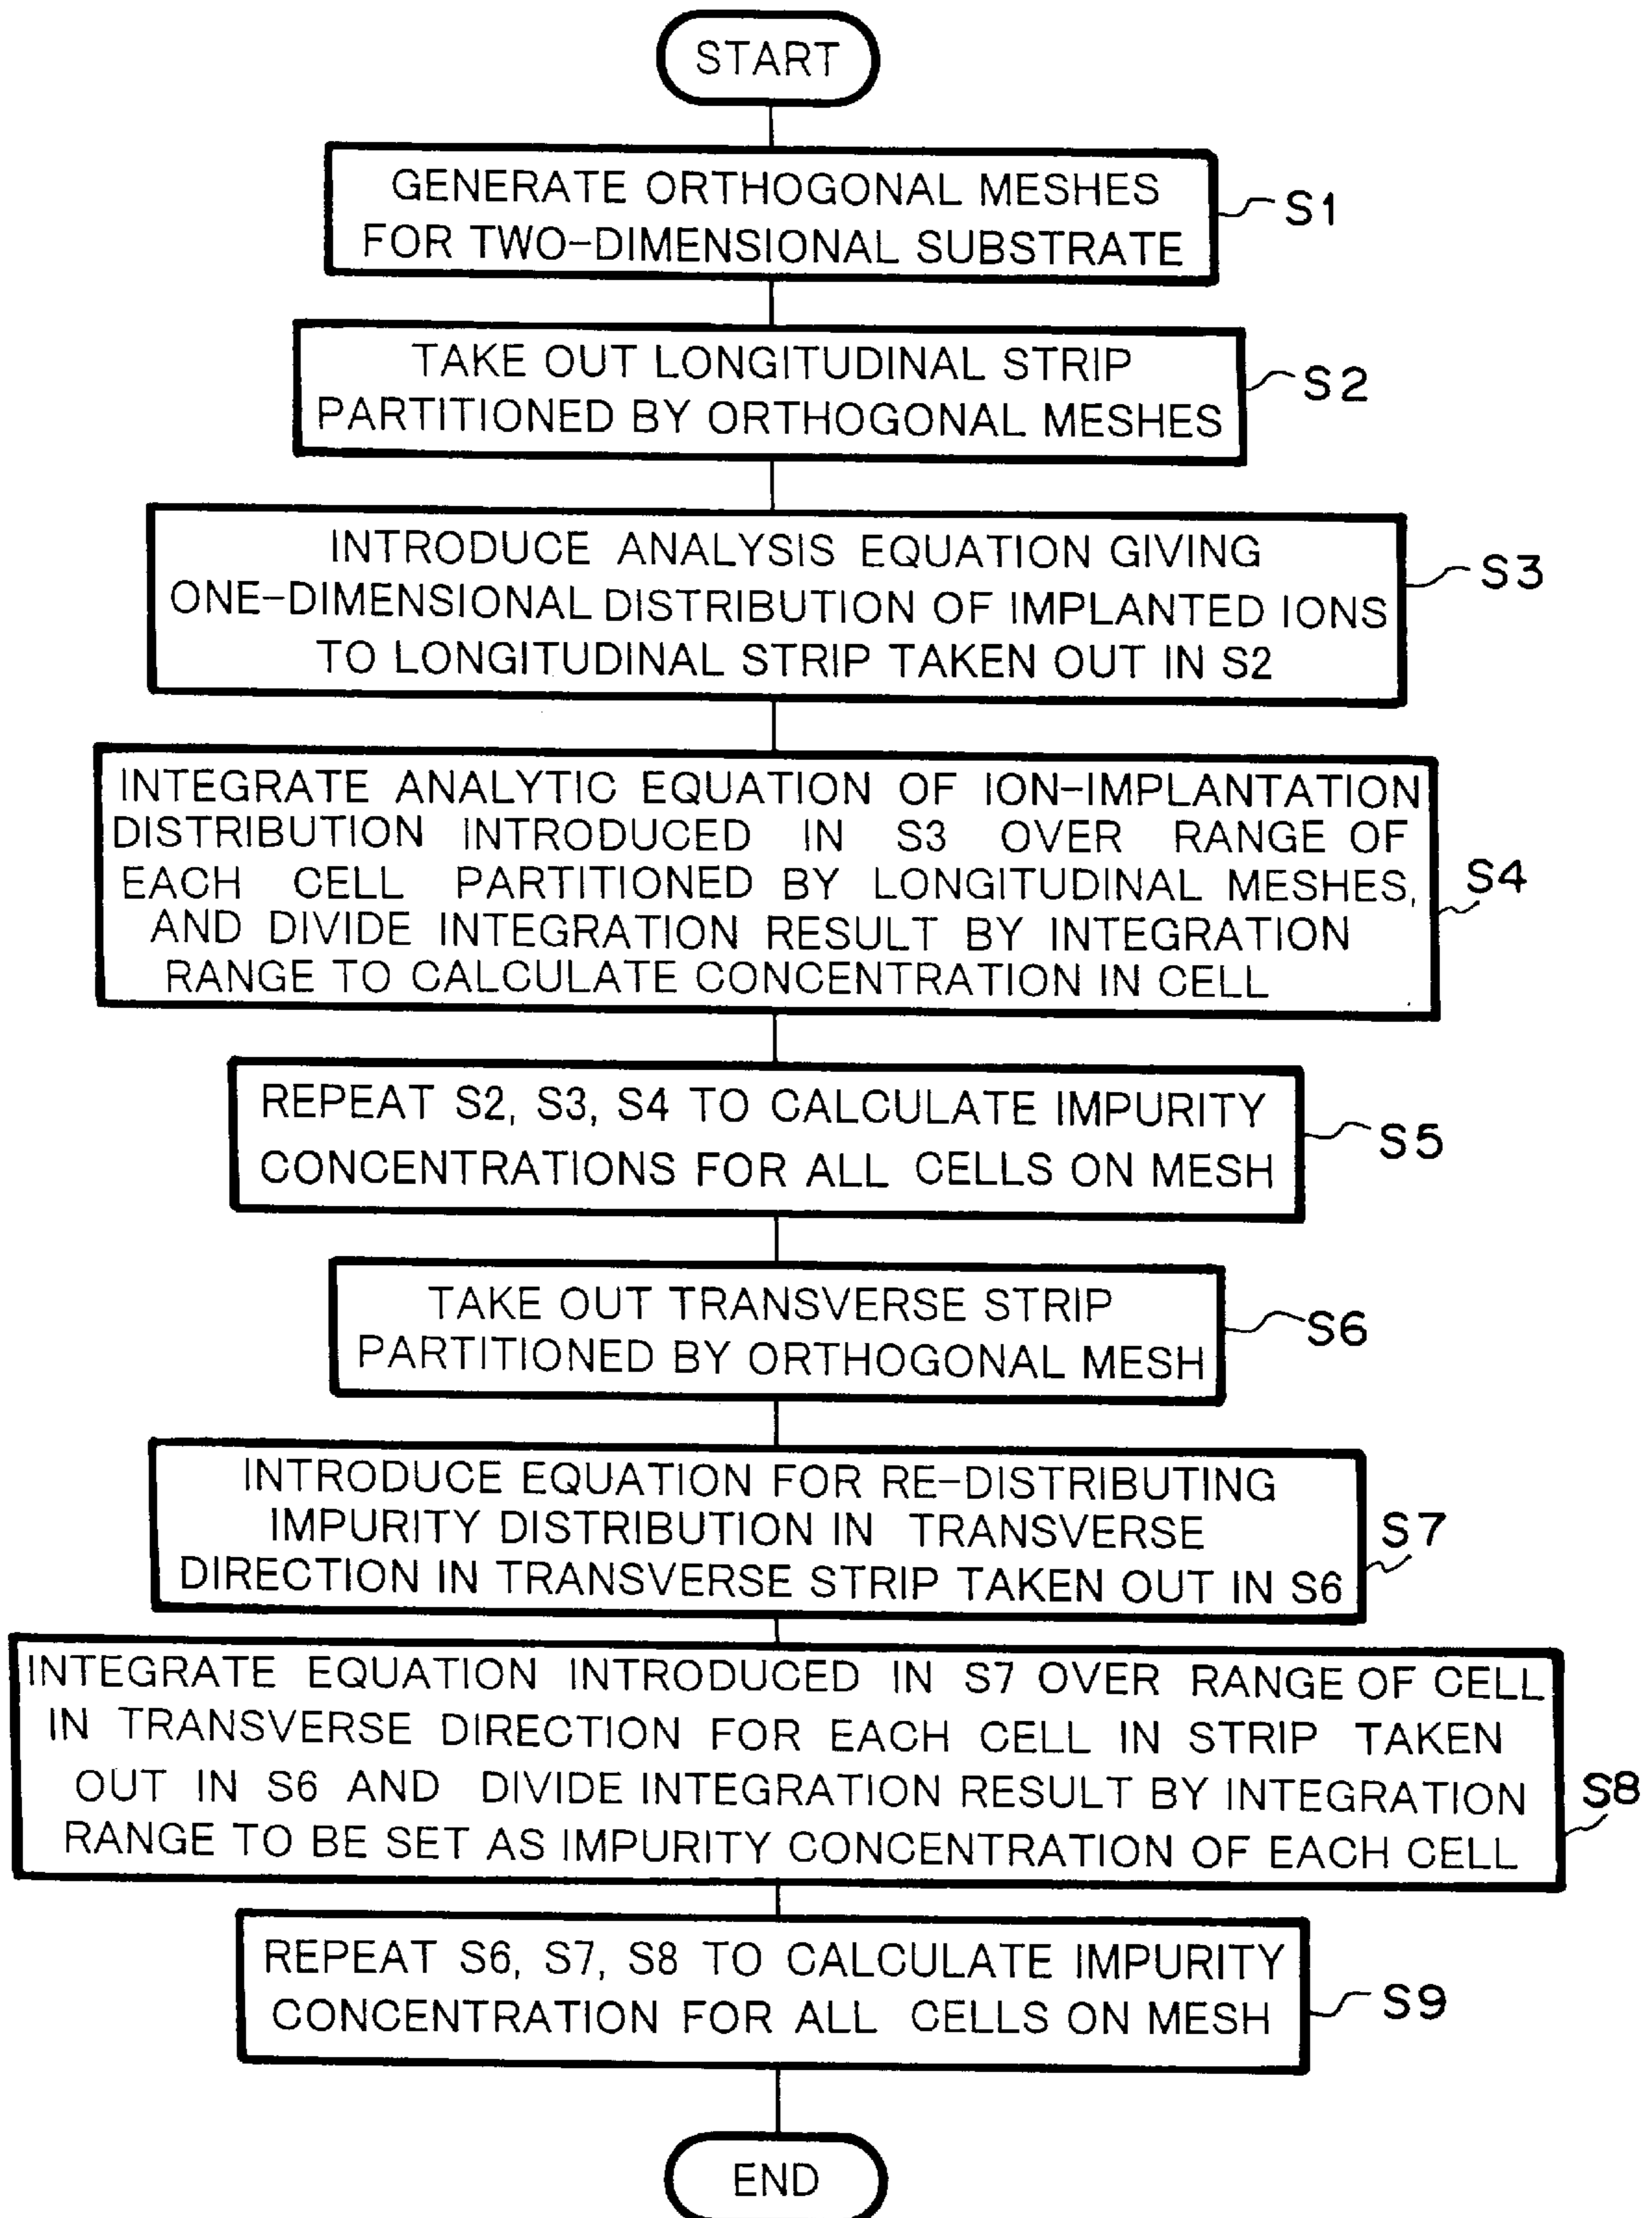 START
GENERATE ORTHOGONAL MESHES
FOR TWO-DIMENSIONAL SUBSTRATE
S1
TAKE OUT LONGITUDINAL STRIP
PARTITIONED BY ORTHOGONAL MESHES
S2
INTRODUCE ANALYSIS EQUATION GIVING
ONE-DIMENSIONAL DISTRIBUTION OF IMPLANTED IONS
TO LONGITUDINAL STRIP TAKEN OUT IN S2
S3
INTEGRATE ANALYTIC EQUATION OF ION-IMPLANTATION
DISTRIBUTION INTRODUCED IN S3 OVER RANGE OF
EACH CELL PARTITIONED BY LONGITUDINAL MESHES,
AND DIVIDE INTEGRATION RESULT BY INTEGRATION
RANGE TO CALCULATE CONCENTRATION IN CELL
S4
REPEAT S2, S3, S4 TO CALCULATE IMPURITY
CONCENTRATIONS FOR ALL CELLS ON MESH
S5
TAKE OUT TRANSVERSE STRIP
PARTITIONED BY ORTHOGONAL MESH
S6
INTRODUCE EQUATION FOR RE-DISTRIBUTING
IMPURITY DISTRIBUTION IN TRANSVERSE
DIRECTION IN TRANSVERSE STRIP TAKEN OUT IN S6
S7
INTEGRATE EQUATION INTRODUCED IN S7 OVER RANGE OF CELL
IN TRANSVERSE DIRECTION FOR EACH CELL IN STRIP TAKEN
OUT IN S6 AND DIVIDE INTEGRATION RESULT BY INTEGRATION
RANGE TO BE SET AS IMPURITY CONCENTRATION OF EACH CELL
S8
REPEAT S6, S7, S8 TO CALCULATE IMPURITY
CONCENTRATION FOR ALL CELLS ON MESH
S9
END